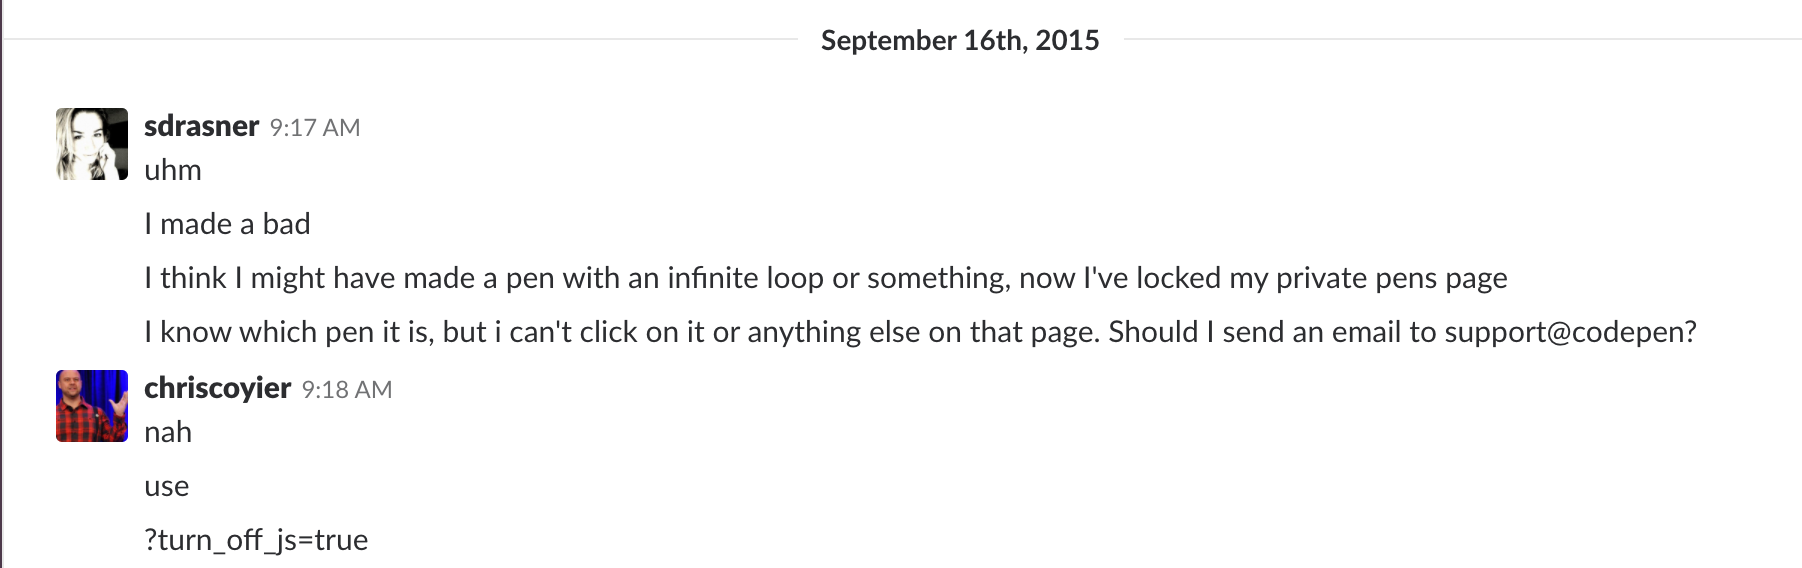 September 16th, 2015
sdrasner 9:17 AM
uhm
I made a bad
I think I might have made a pen with an infinite loop or something, now I've locked my private pens page
I know which pen it is, but i can't click on it or anything else on that page. Should I send an email to support@codepen?
chriscoyier 9:18 AM
nah
use
?turn_off_js=true